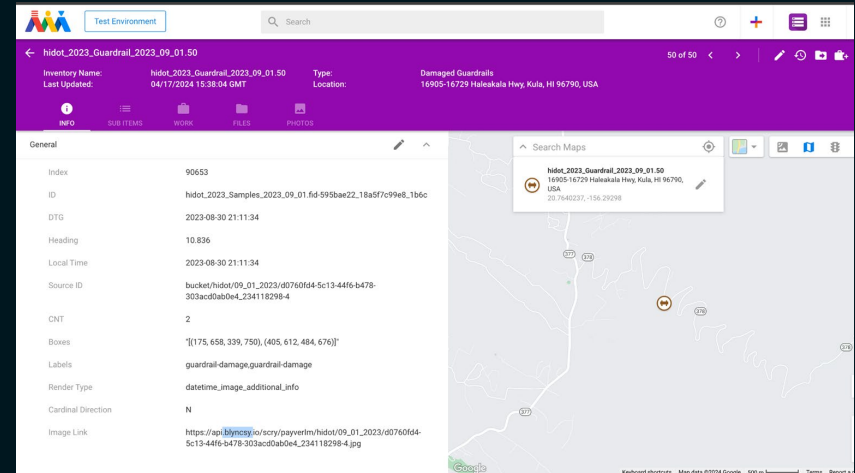 Test Environment
Search
hidot_2023_Guardrail_2023_09_01.50
50 of 50
Inventory Name: hidot_2023_Guardrail_2023_09_01.50 Type: Damaged Guardrails
Last Updated: 04/17/2024 15:38:04 GMT Location: 16905-16729 Haleakala Hwy, Kula, HI 96790, USA
INFO SUB ITEMS WORK FILES PHOTOS
General
Index 90653
ID hidot_2023_Samples_2023_09_01.fid-595bae22_18a5f7c99e8_1b6c
DTG 2023-08-30 21:11:34
Heading 10.836
Local Time 2023-08-30 21:11:34
Source ID bucket/hidot/09_01_2023/d0760fd4-5c13-44f6-b478-
303acd0ab0e4_234118298-4
CNT 2
Boxes "[(175, 658, 339, 750), (405, 612, 484, 676)]"
Labels guardrail-damage,guardrail-damage
Render Type datetime_image_additional_info
Cardinal Direction N
Image Link https://api.blyncsy.io/scry/payverlm/hidot/09_01_2023/d0760fd4-
5c13-44f6-b478-303acd0ab0e4_234118298-4.jpg
Search Maps
hidot_2023_Guardrail_2023_09_01.50
16905-16729 Haleakala Hwy, Kula, HI 96790,
USA
20.7640237, -156.29298
377
378
378
378
377
Google
Keyboard shortcuts Map data ©2024 Google 500 m Terms Report a